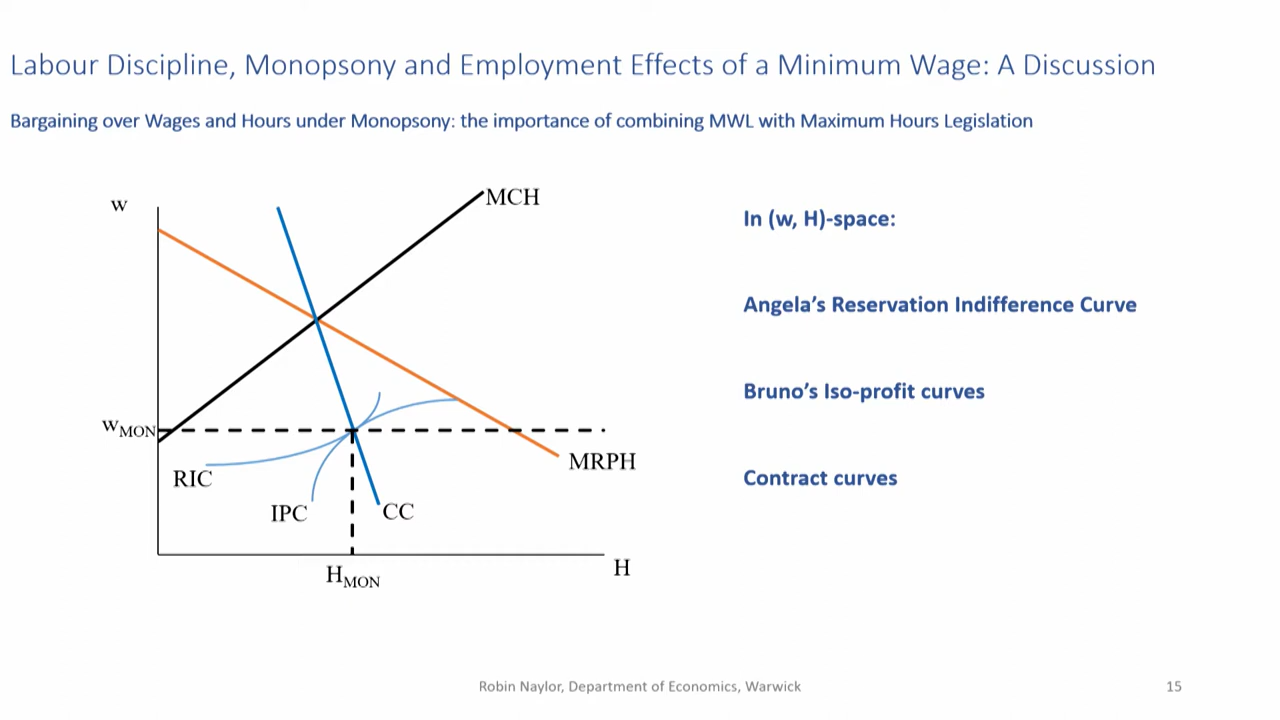 Labour Discipline, Monopsony and Employment Effects of a Minimum Wage: A Discussion
Bargaining over Wages and Hours under Monopsony: the importance of combining MWL with Maximum Hours Legislation
w
MCH
In (w, H)-space:
Angela's Reservation Indifference Curve
Bruno's Iso-profit curves
wMON
MRPH
RIC
Contract curves
IPC
CC
H
HMON
Robin Naylor, Department of Economics, Warwick
15